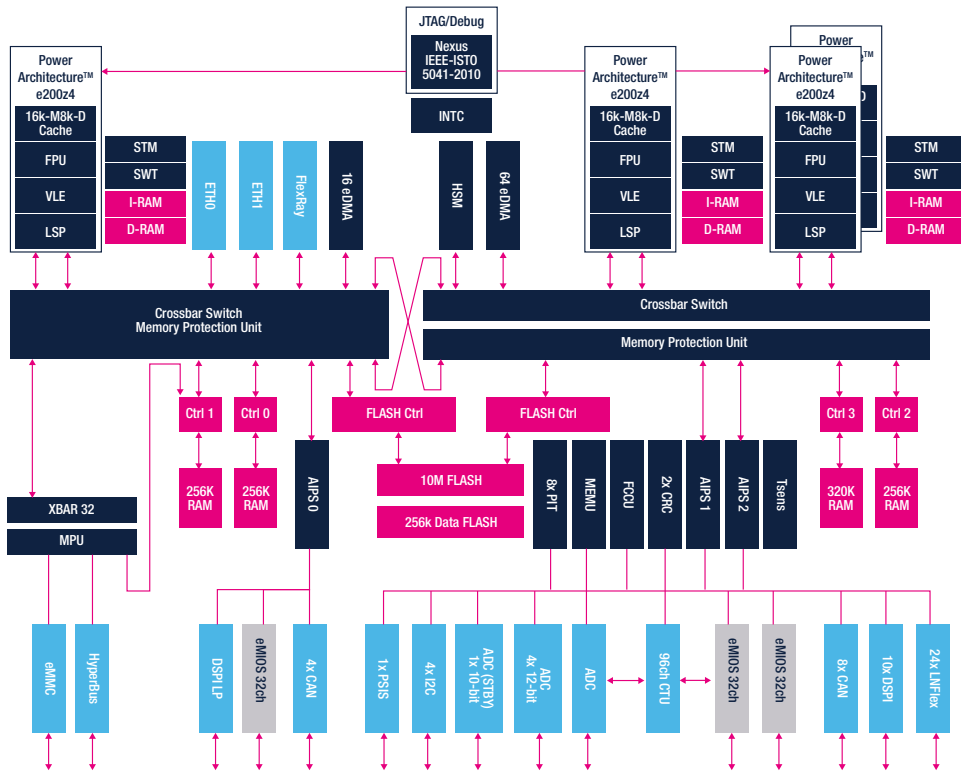 JTAG/Debug
Nexus
IEEE-ISTO
5041-2010
INTC
Power
Architecture™
e200z4
16k-M8k-D
Cache
FPU
VLE
LSP
STM
SWT
I-RAM
D-RAM
ETH0
ETH1
FlexRay
16 eDMA
HSM
64 eDMA
Power
Architecture™
e200z4
16k-M8k-D
Cache
FPU
VLE
LSP
STM
SWT
I-RAM
D-RAM
Power
Power
Architecture™
e200z4
16k-M8k-D
Cache
FPU
VLE
LSP
STM
SWT
I-RAM
D-RAM
Crossbar Switch
Memory Protection Unit
Crossbar Switch
Memory Protection Unit
Ctrl 1
Ctrl 0
FLASH Ctrl
FLASH Ctrl
Ctrl 3
Ctrl 2
256K
RAM
256K
RAM
AIPS 0
10M FLASH
256k Data FLASH
8x PIT
MEMU
FCCU
2x CRC
AIPS 1
AIPS 2
Tsens
320K
RAM
256K
RAM
XBAR 32
MPU
eMMC
HyperBus
DSPI LP
eMIOS 32ch
4x CAN
1x PSIS
4x I2C
ADC (STBY)
1x 10-bit
ADC
4x 12-bit
ADC
96ch CTU
eMIOS 32ch
eMIOS 32ch
8x CAN
10x DSPI
24x LNFlex